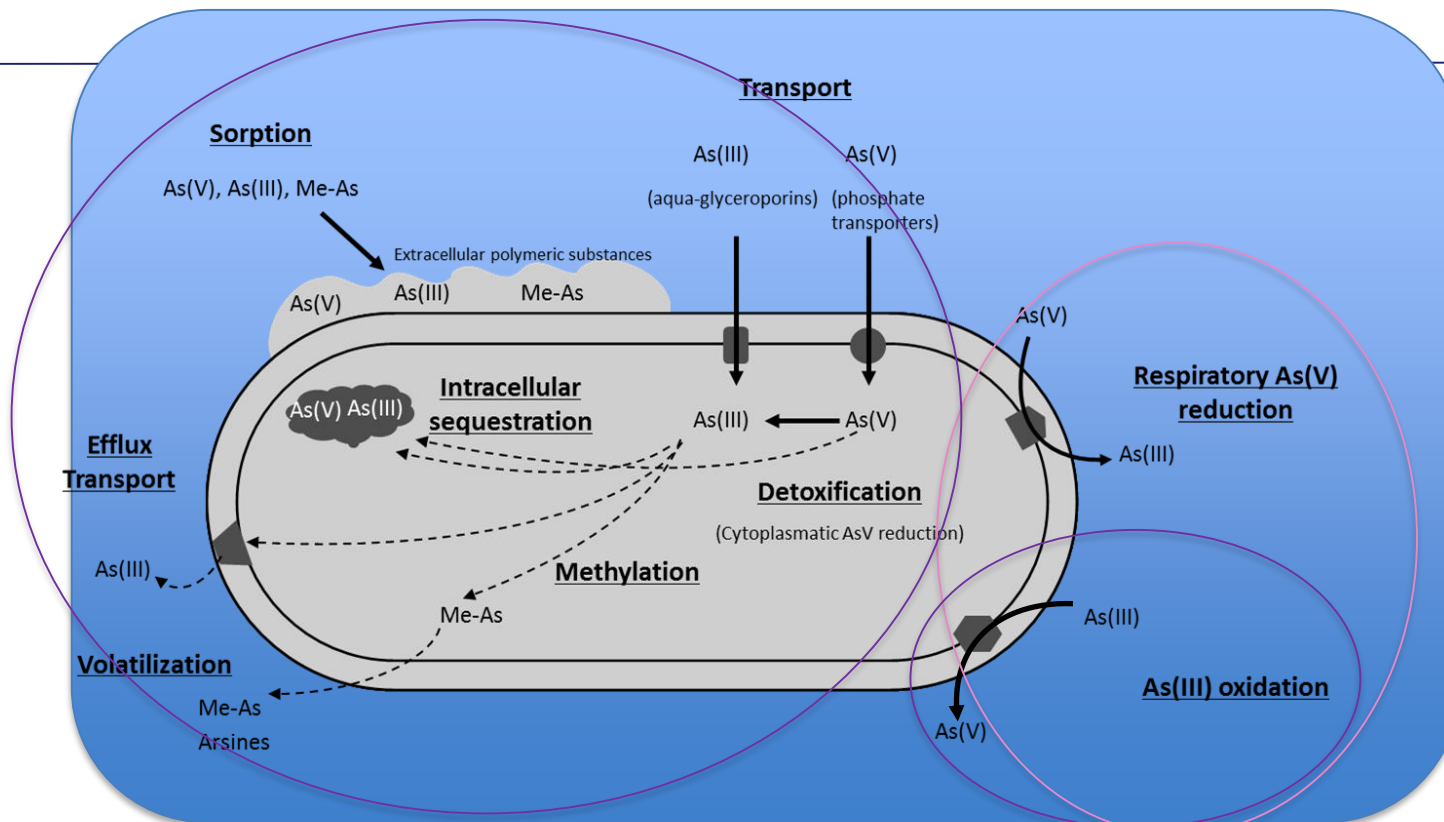 Transport
Sorption
As(III)
As(V)
As(V), As(III), Me-As
(aqua-glyceroporins)
(phosphate
transporters)
Extracellular polymeric substances
As(V)
As(III)
Me-As
As(V)
Respiratory As(V)
reduction
Intracellular
sequestration
As(V) As(III)
As(III)
As(V)
As(III)
Efflux
Transport
Detoxification
(Cytoplasmatic AsV reduction)
As(III)
Methylation
Me-As
As(III)
Volatilization
As(III) oxidation
Me-As
Arsines
As(V)